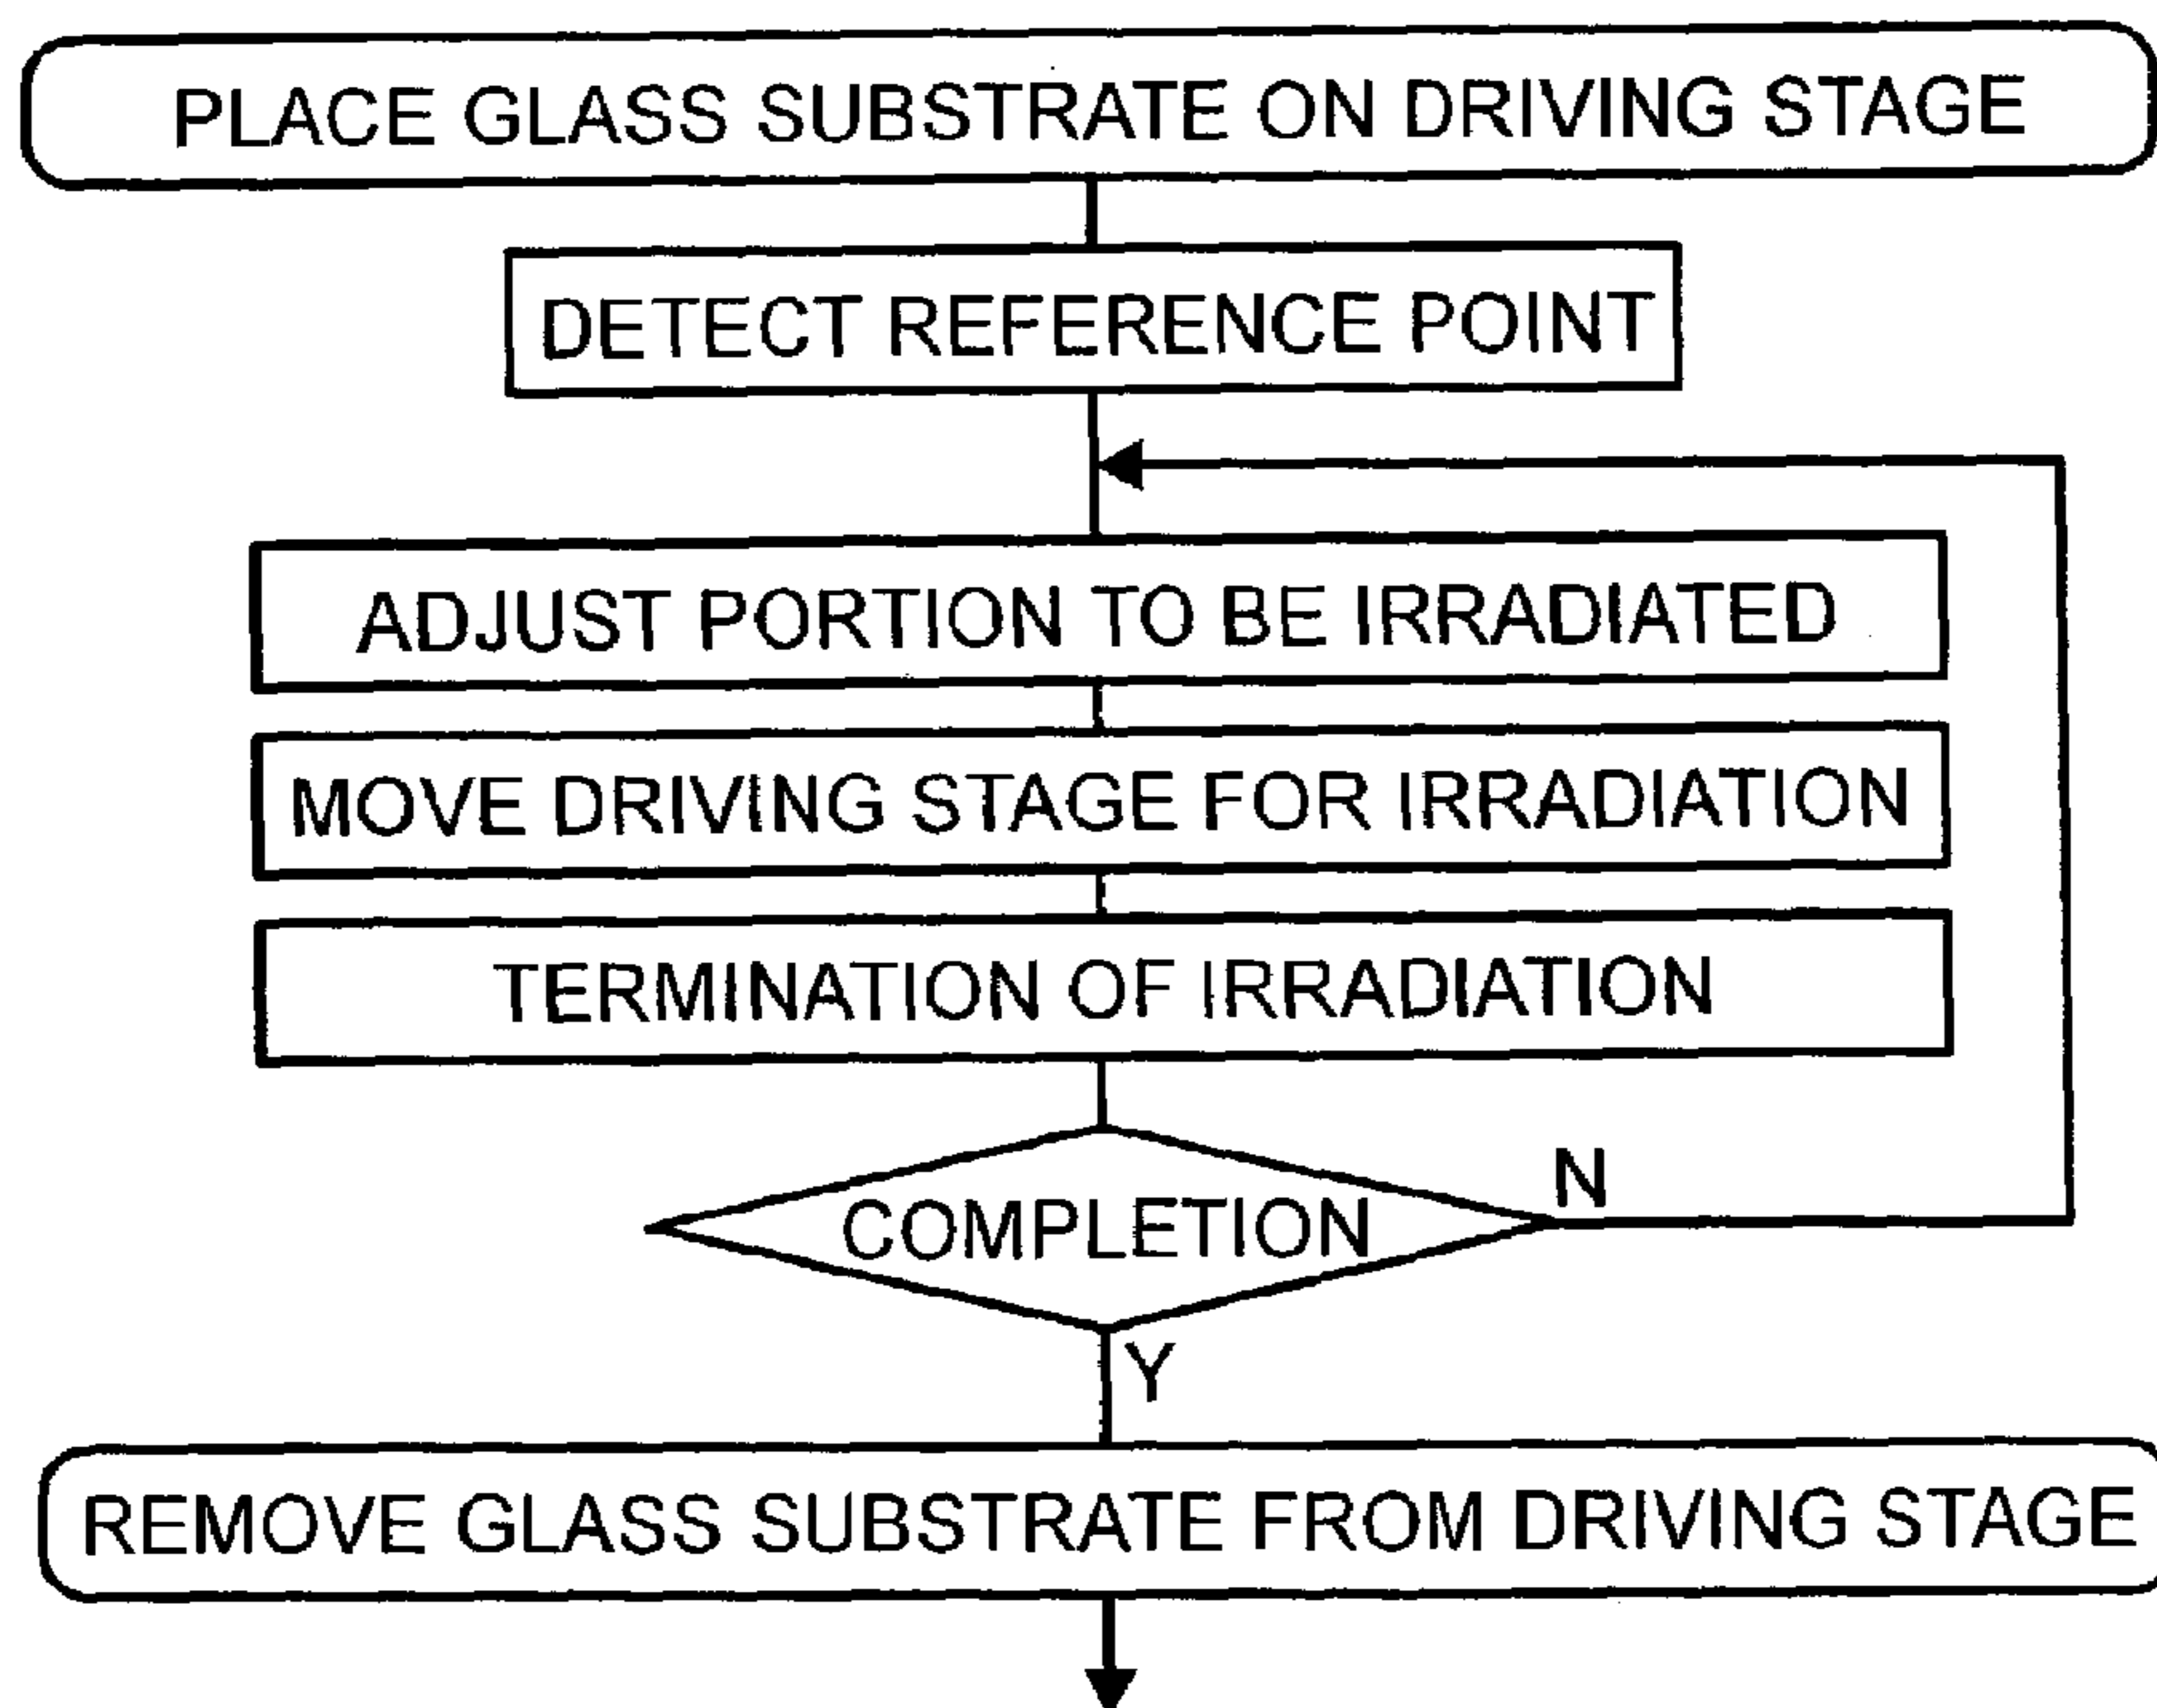 PLACE GLASS SUBSTRATE ON DRIVING STAGE
DETECT REFERENCE POINT
ADJUST PORTION TO BE IRRADIATED
MOVE DRIVING STAGE FOR IRRADIATION
TERMINATION OF IRRADIATION
COMPLETION
N
Y
REMOVE GLASS SUBSTRATE FROM DRIVING STAGE